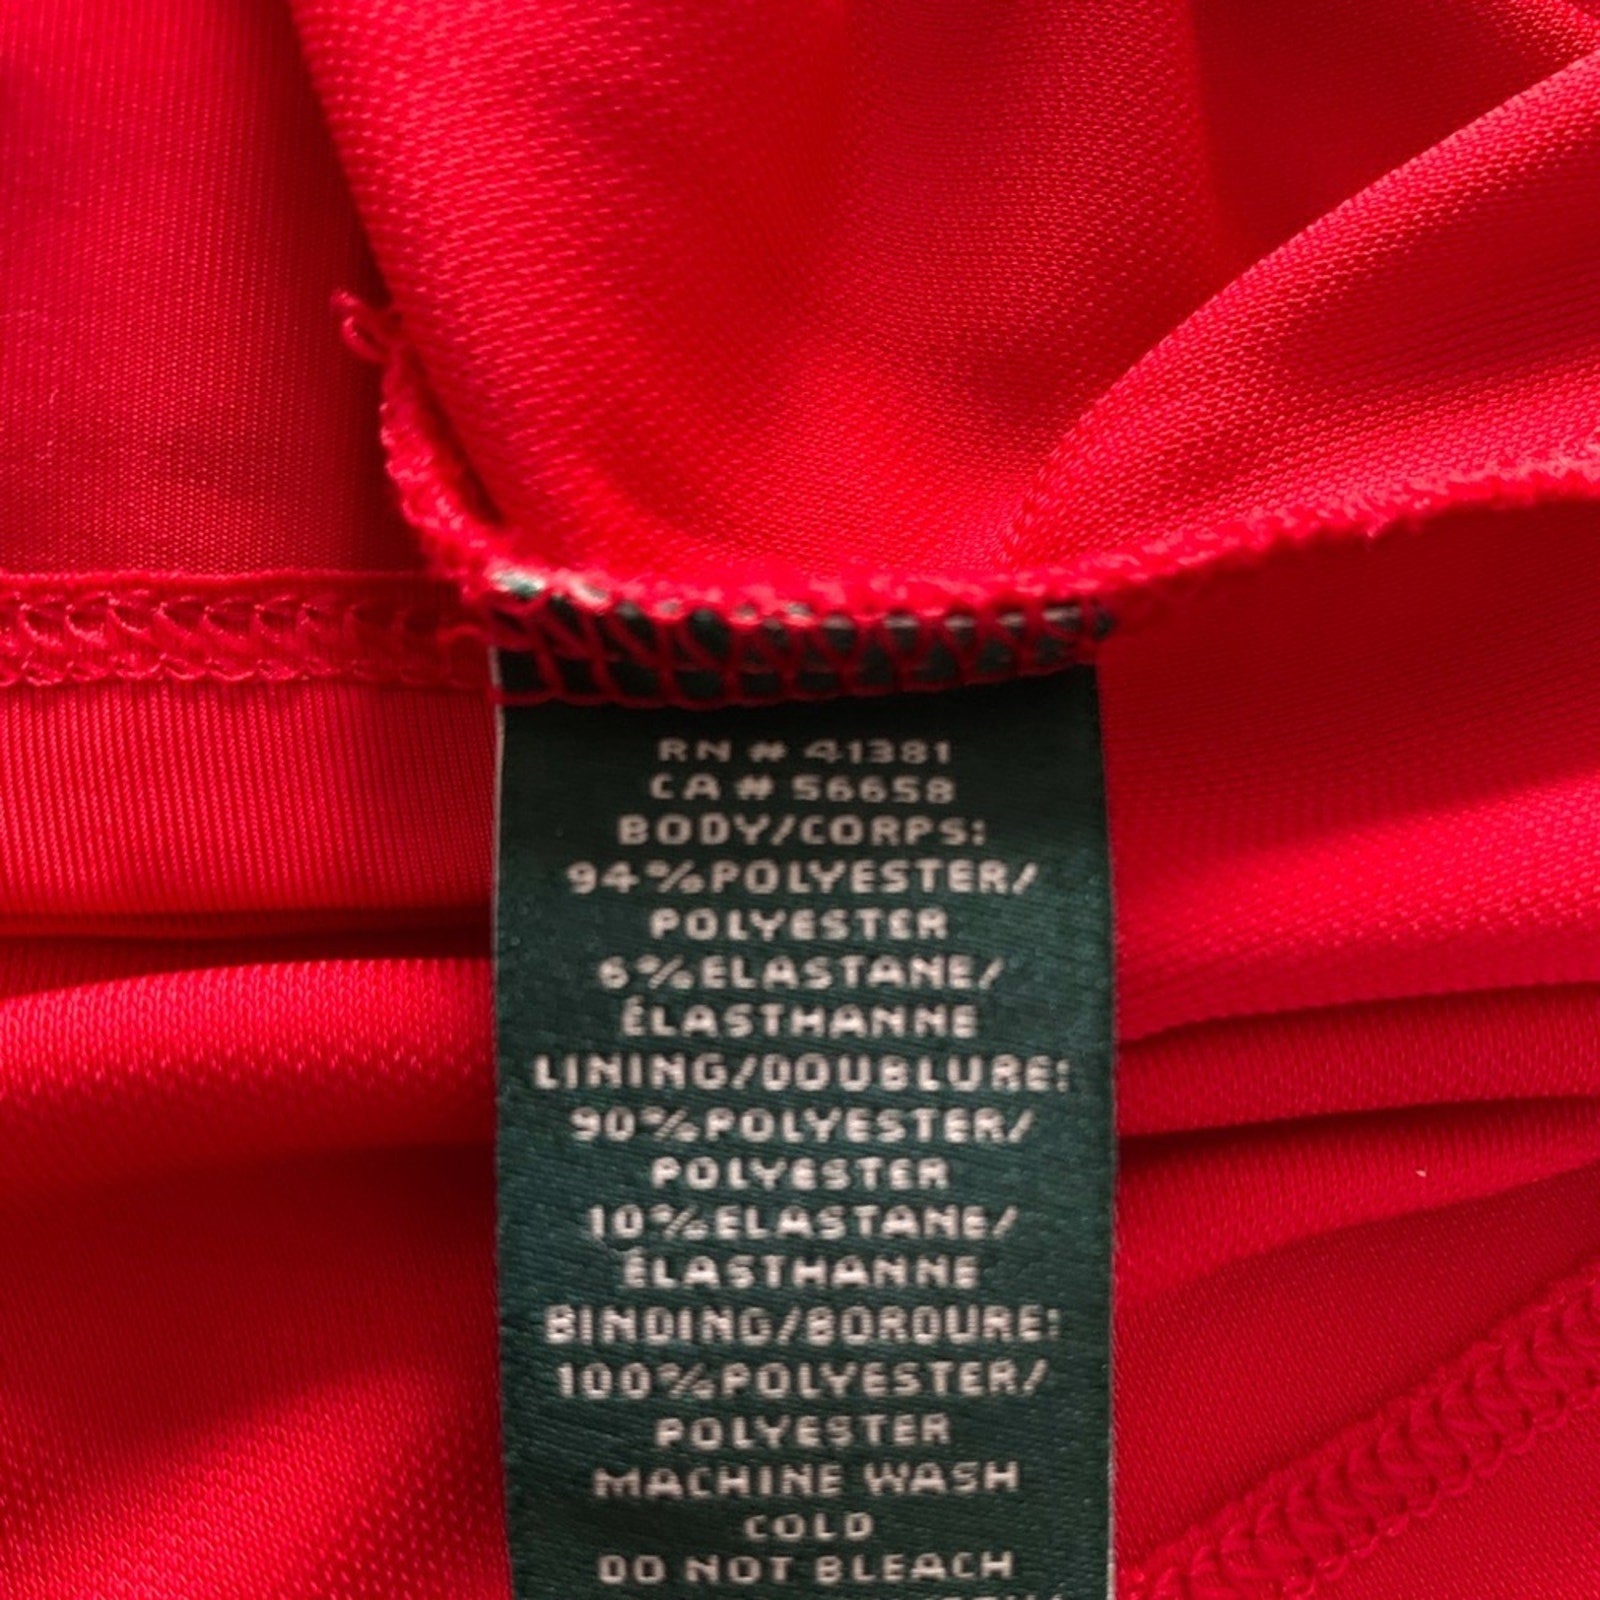 RN # 41381
CA # 56658
BODY/CORPS:
94%POLYESTER/
POLYESTER
6%ELASTANE/
ÉLASTHANNE
LINING/DOUBLURE:
90%POLYESTER/
POLYESTER
10%ELASTANE/
ÉLASTHANNE
BINDING/BORDURE:
100%POLYESTER/
POLYESTER
MACHINE WASH
COLD
DO NOT BLEACH